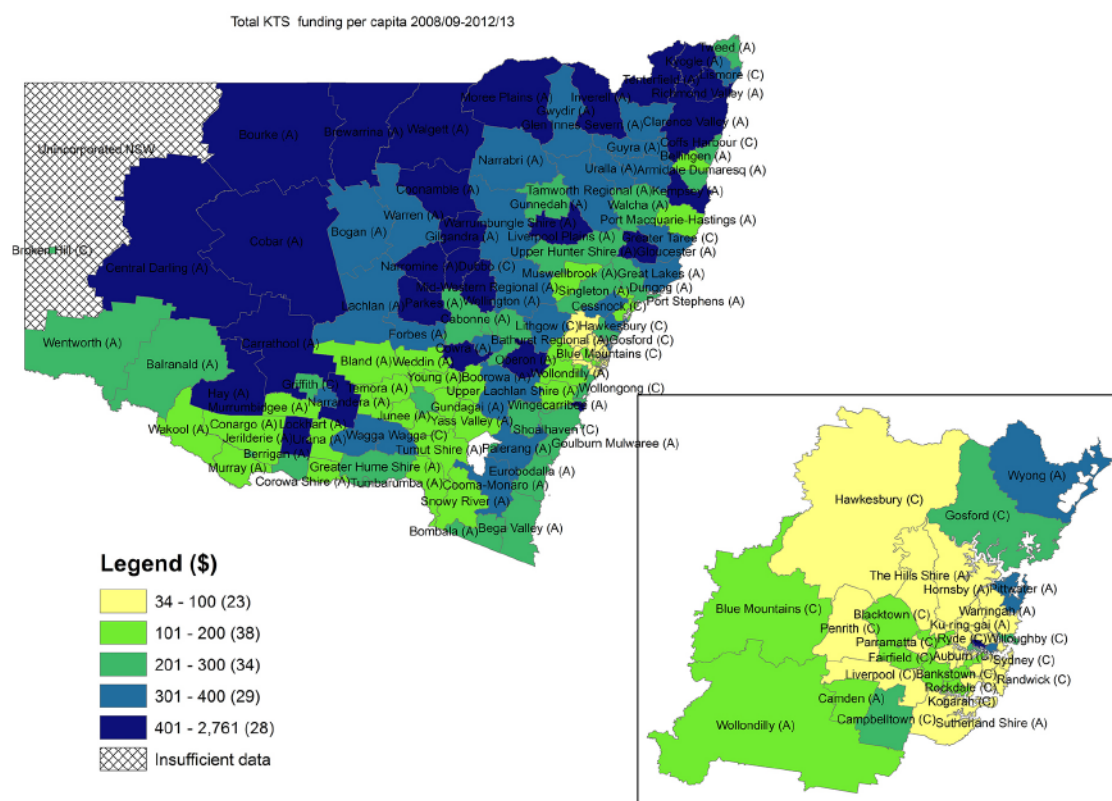 Total KTS funding per capita 2008/09-2012/13
Tweed (A)
Kyogle (A)
Tenterfield (A)
Lismore (C)
Richmond Valley (A)
Moree Plains (A)
Inverell (A)
Gwydir (A)
Glen Innes Severn (A)
Clarence Valley (A)
Bourke (A)
Brewarrina (A)
Walgett (A)
Unincorporated NSW
Guyra (A)
Coffs Harbour (C)
Bellingen (A)
Narrabri (A)
Uralla (A)
Armidale Dumaresq (A)
Coonamble (A)
Tamworth Regional (A)
Kempsey (A)
Gunnedah (A)
Walcha (A)
Warren (A)
Warrumbungle Shire (A)
Port Macquarie-Hastings (A)
Bogan (A)
Gilgandra (A)
Liverpool Plains (A)
Greater Taree (C)
Cobar (A)
Upper Hunter Shire (A)
Gloucester (A)
Broken Hill (C)
Central Darling (A)
Narromine (A)
Dubbo (C)
Muswellbrook (A)
Great Lakes (A)
Mid-Western Regional (A)
Singleton (A)
Dungog (A)
Lachlan (A)
Parkes (A)
Wellington (A)
Cessnock (C)
Port Stephens (A)
Cabonne (A)
Lithgow (C)
Hawkesbury (C)
Forbes (A)
Bathurst Regional (A)
Gosford (C)
Wentworth (A)
Carrathool (A)
Cowra (A)
Blue Mountains (C)
Balranald (A)
Bland (A)
Weddin (A)
Oberon (A)
Wollondilly (A)
Griffith (C)
Temora (A)
Young (A)
Boorowa (A)
Wollongong (C)
Hay (A)
Narrandera (A)
Upper Lachlan Shire (A)
Murrumbidgee (A)
Junee (A)
Gundagai (A)
Wingecarribee (A)
Wakool (A)
Conargo (A)
Lockhart (A)
Yass Valley (A)
Shoalhaven (C)
Jerilderie (A)
Urana (A)
Wagga Wagga (C)
Goulburn Mulwaree (A)
Berrigan (A)
Tumut Shire (A)
Palerang (A)
Murray (A)
Greater Hume Shire (A)
Eurobodalla (A)
Corowa Shire (A)
Tumbarumba (A)
Cooma-Monaro (A)
Snowy River (A)
Bombala (A)
Bega Valley (A)
Legend ($)
34 - 100 (23)
101 - 200 (38)
201 - 300 (34)
301 - 400 (29)
401 - 2,761 (28)
Insufficient data
Wyong (A)
Hawkesbury (C)
Gosford (C)
The Hills Shire (A)
Hornsby (A)
Pittwater (A)
Blue Mountains (C)
Blacktown (C)
Warringah (A)
Penrith (C)
Ku-ring-gai (A)
Parramatta (C)
Ryde (C)
Willoughby (C)
Fairfield (C)
Auburn (C)
Sydney (C)
Liverpool (C)
Bankstown (C)
Randwick (C)
Rockdale (C)
Camden (A)
Kogarah (C)
Wollondilly (A)
Campbelltown (C)
Sutherland Shire (A)